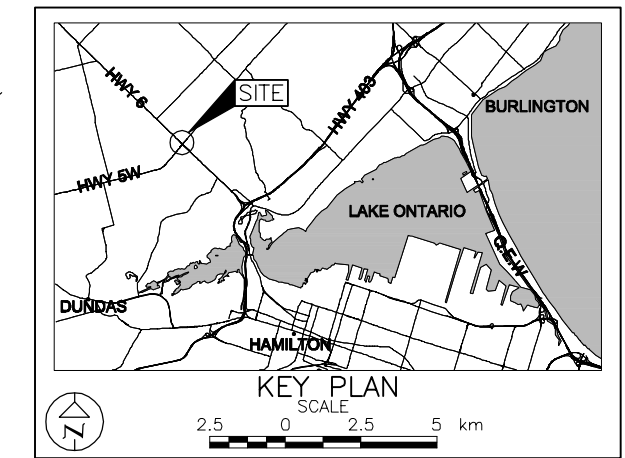 HWY 6
SITE
HWY 403
BURLINGTON
HWY 5W
LAKE ONTARIO
Q.E.W
DUNDAS
HAMILTON
KEY PLAN
SCALE
2.5 0 2.5 5 km
N